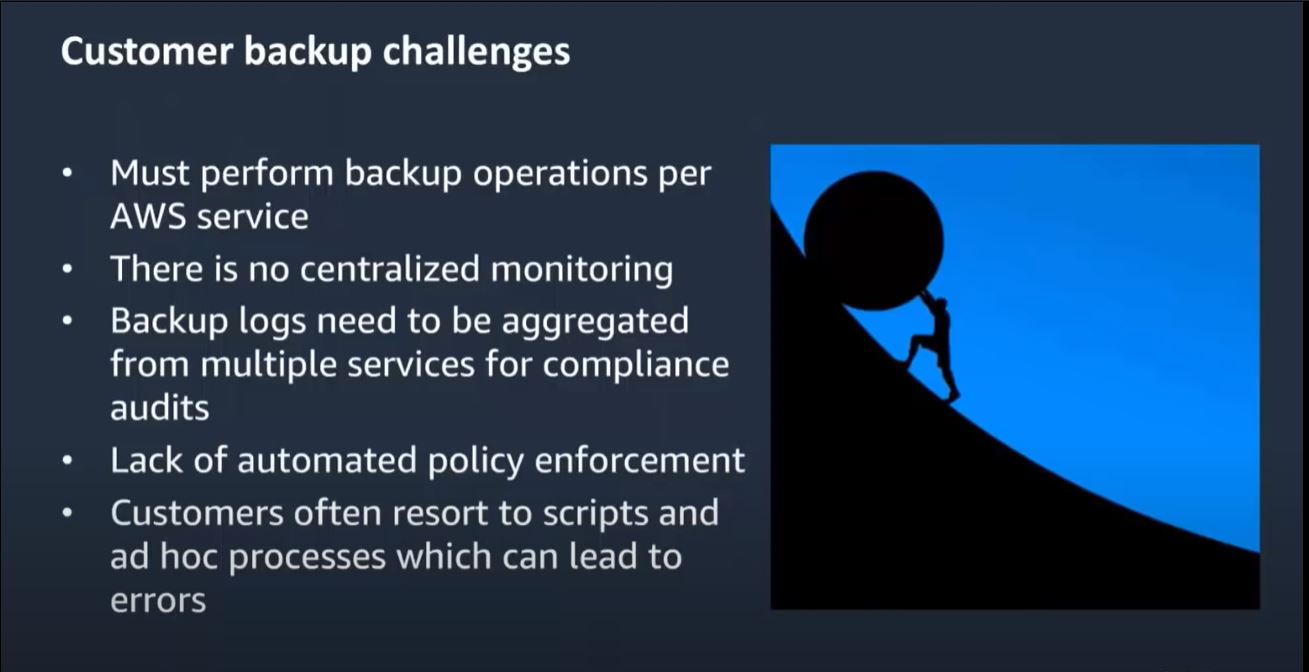 Customer backup challenges
• Must perform backup operations per
AWS service
• There is no centralized monitoring
• Backup logs need to be aggregated
from multiple services for compliance
audits
• Lack of automated policy enforcement
• Customers often resort to scripts and
ad hoc processes which can lead to
errors